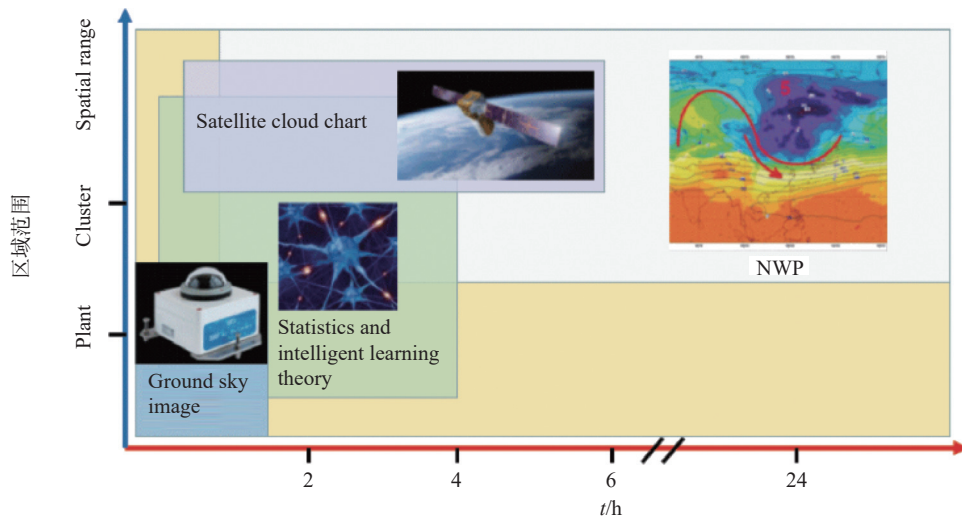 区域范围
Spatial range
Cluster
Plant
Satellite cloud chart
Statistics and
intelligent learning
theory
Ground sky
image
NWP
2
4
6
24
t/h